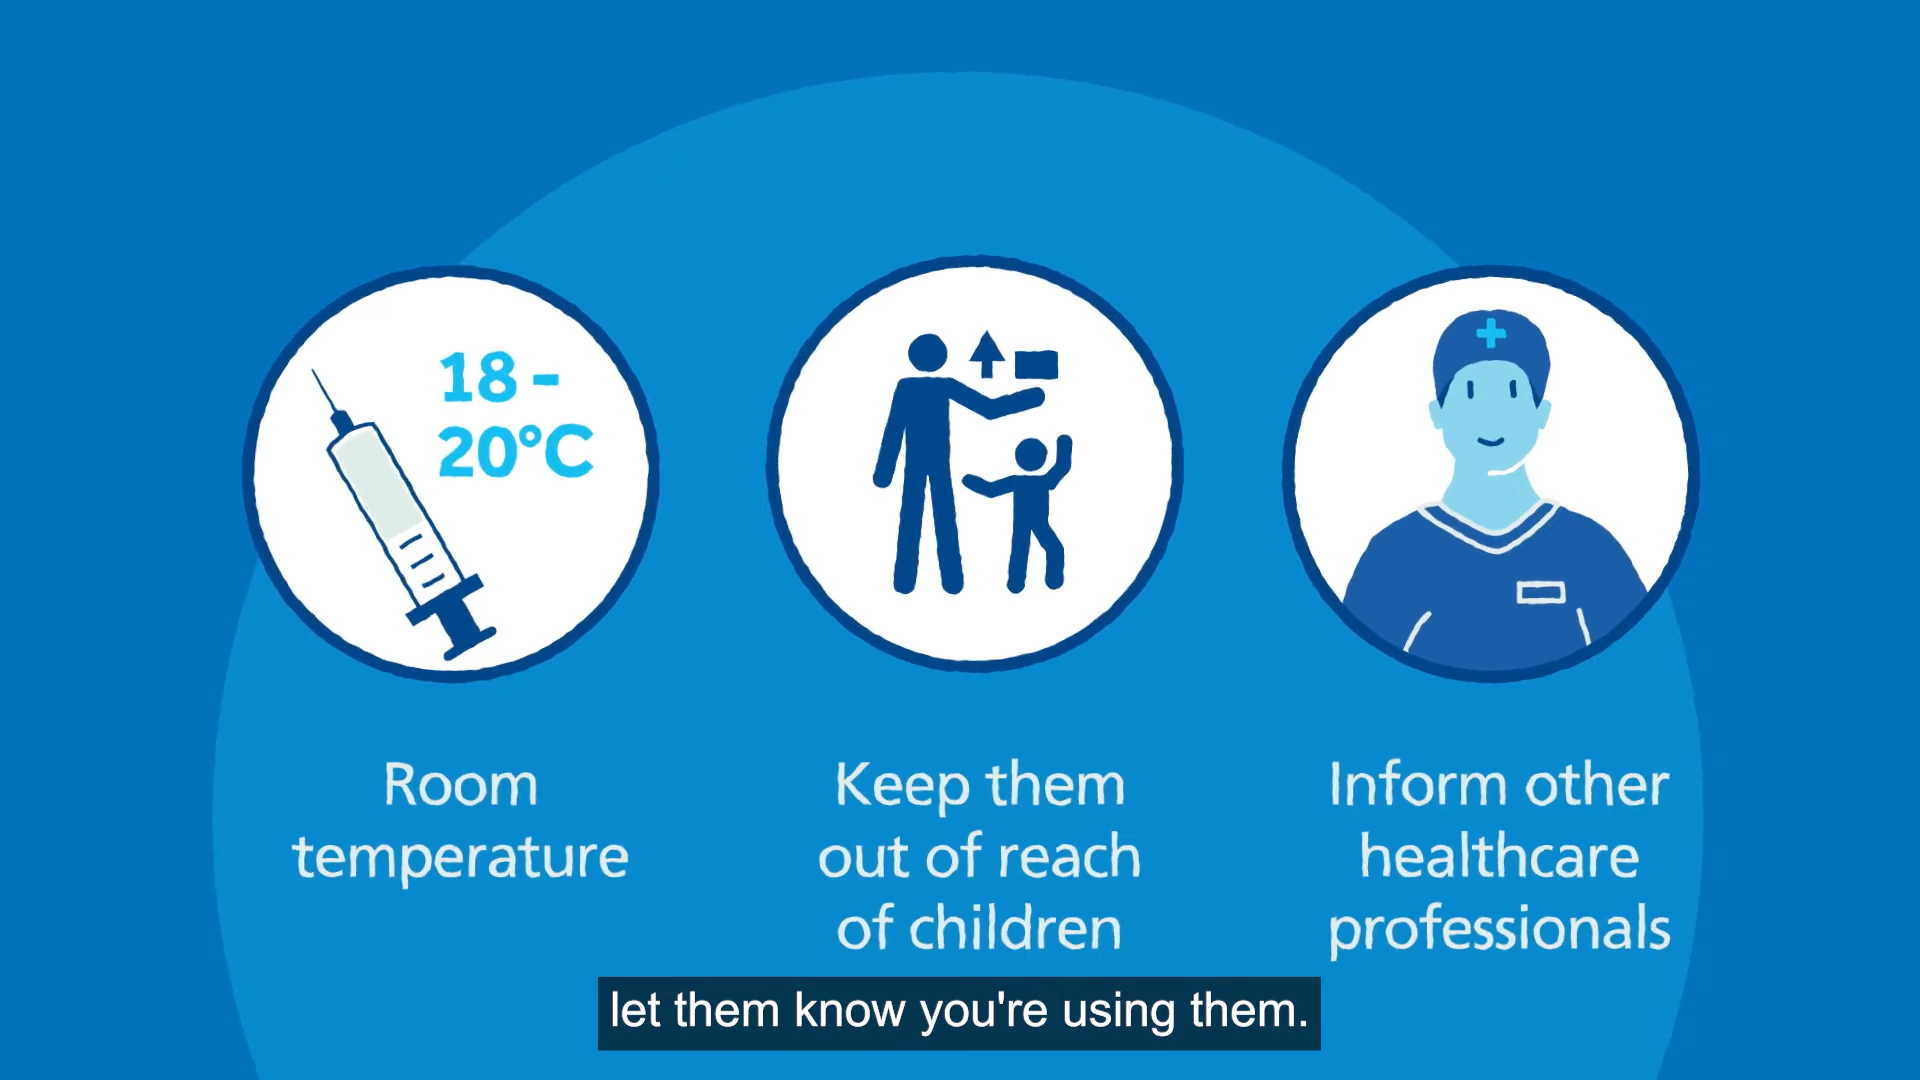 18 -
20°C
Room
temperature
Keep them
out of reach
of children
Inform other
healthcare
professionals
let them know you're using them.